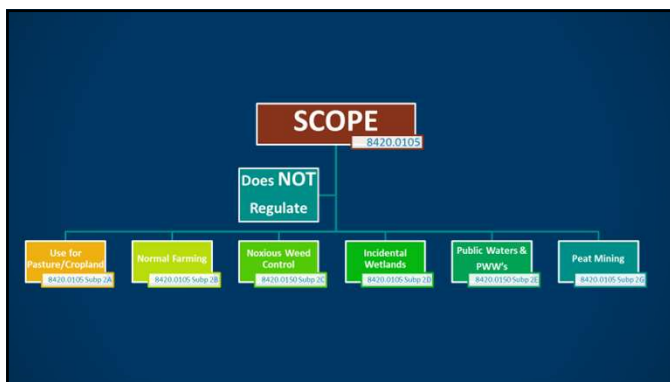 SCOPE
8420.0105
Does NOT
Regulate
Use for
Pasture/Cropland
8420.0105 Subp 2A
Normal Farming
8420.0105 Subp 2B
Noxious Weed
Control
8420.0150 Subp 2C
Incidental
Wetlands
8420.0105 Subp 2D
Public Waters &
PWW's
8420.0150 Subp 2E
Peat Mining
8420.0105 Subp 2G